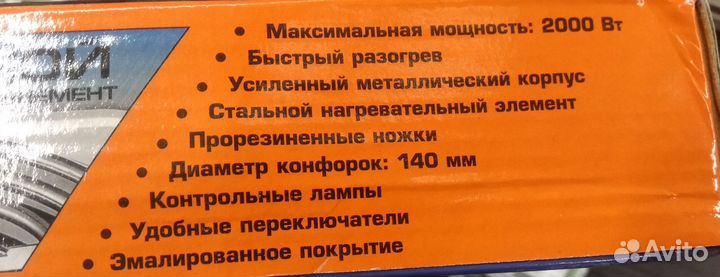 • Максимальная мощность: 2000 Вт
• Быстрый разогрев
• Усиленный металлический корпус
• Стальной нагревательный элемент
• Прорезиненные ножки
• Диаметр конфорок: 140 мм
• Контрольные лампы
• Удобные переключатели
• Эмалированное покрытие
Avito